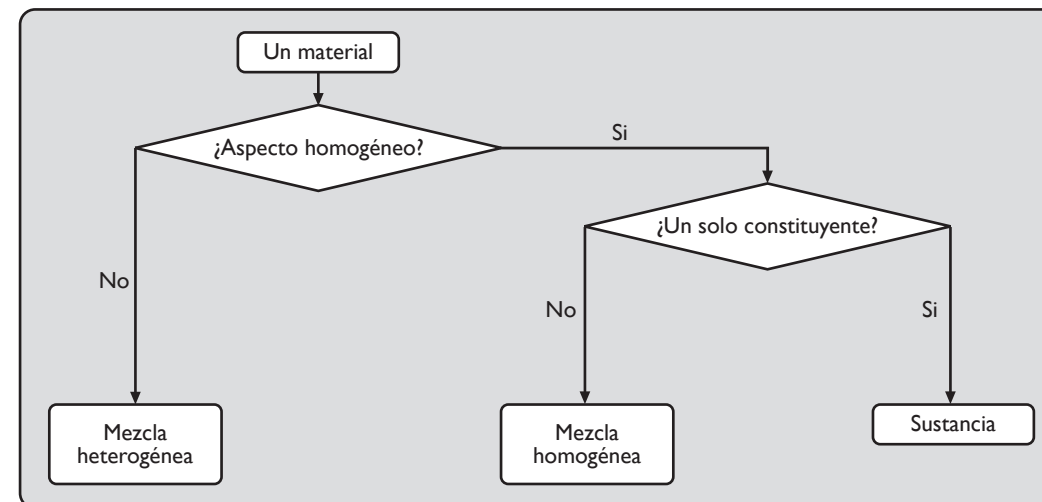 Un material
¿Aspecto homogéneo?
Si
¿Un solo constituyente?
No
No
Si
Mezcla
heterogénea
Mezcla
homogénea
Sustancia